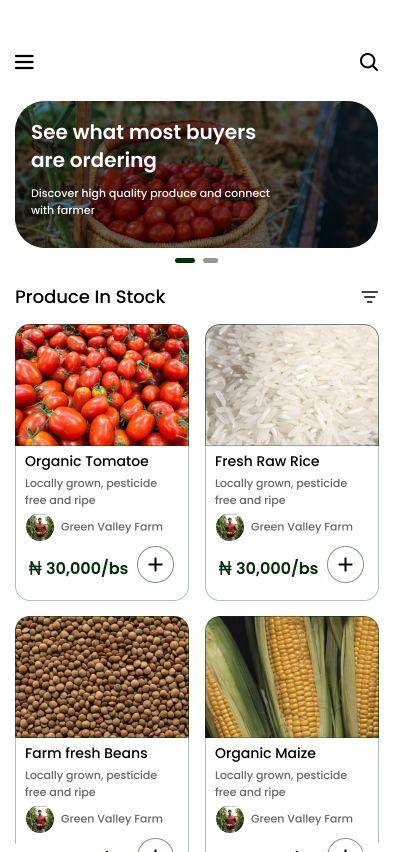 See what most buyers
are ordering
Discover high quality produce and connect
with farmer
Produce In Stock
Organic Tomatoe
Locally grown, pesticide
free and ripe
Green Valley Farm
₦ 30,000/bs
Fresh Raw Rice
Locally grown, pesticide
free and ripe
Green Valley Farm
₦ 30,000/bs
Farm fresh Beans
Locally grown, pesticide
free and ripe
Green Valley Farm
Organic Maize
Locally grown, pesticide
free and ripe
Green Valley Farm